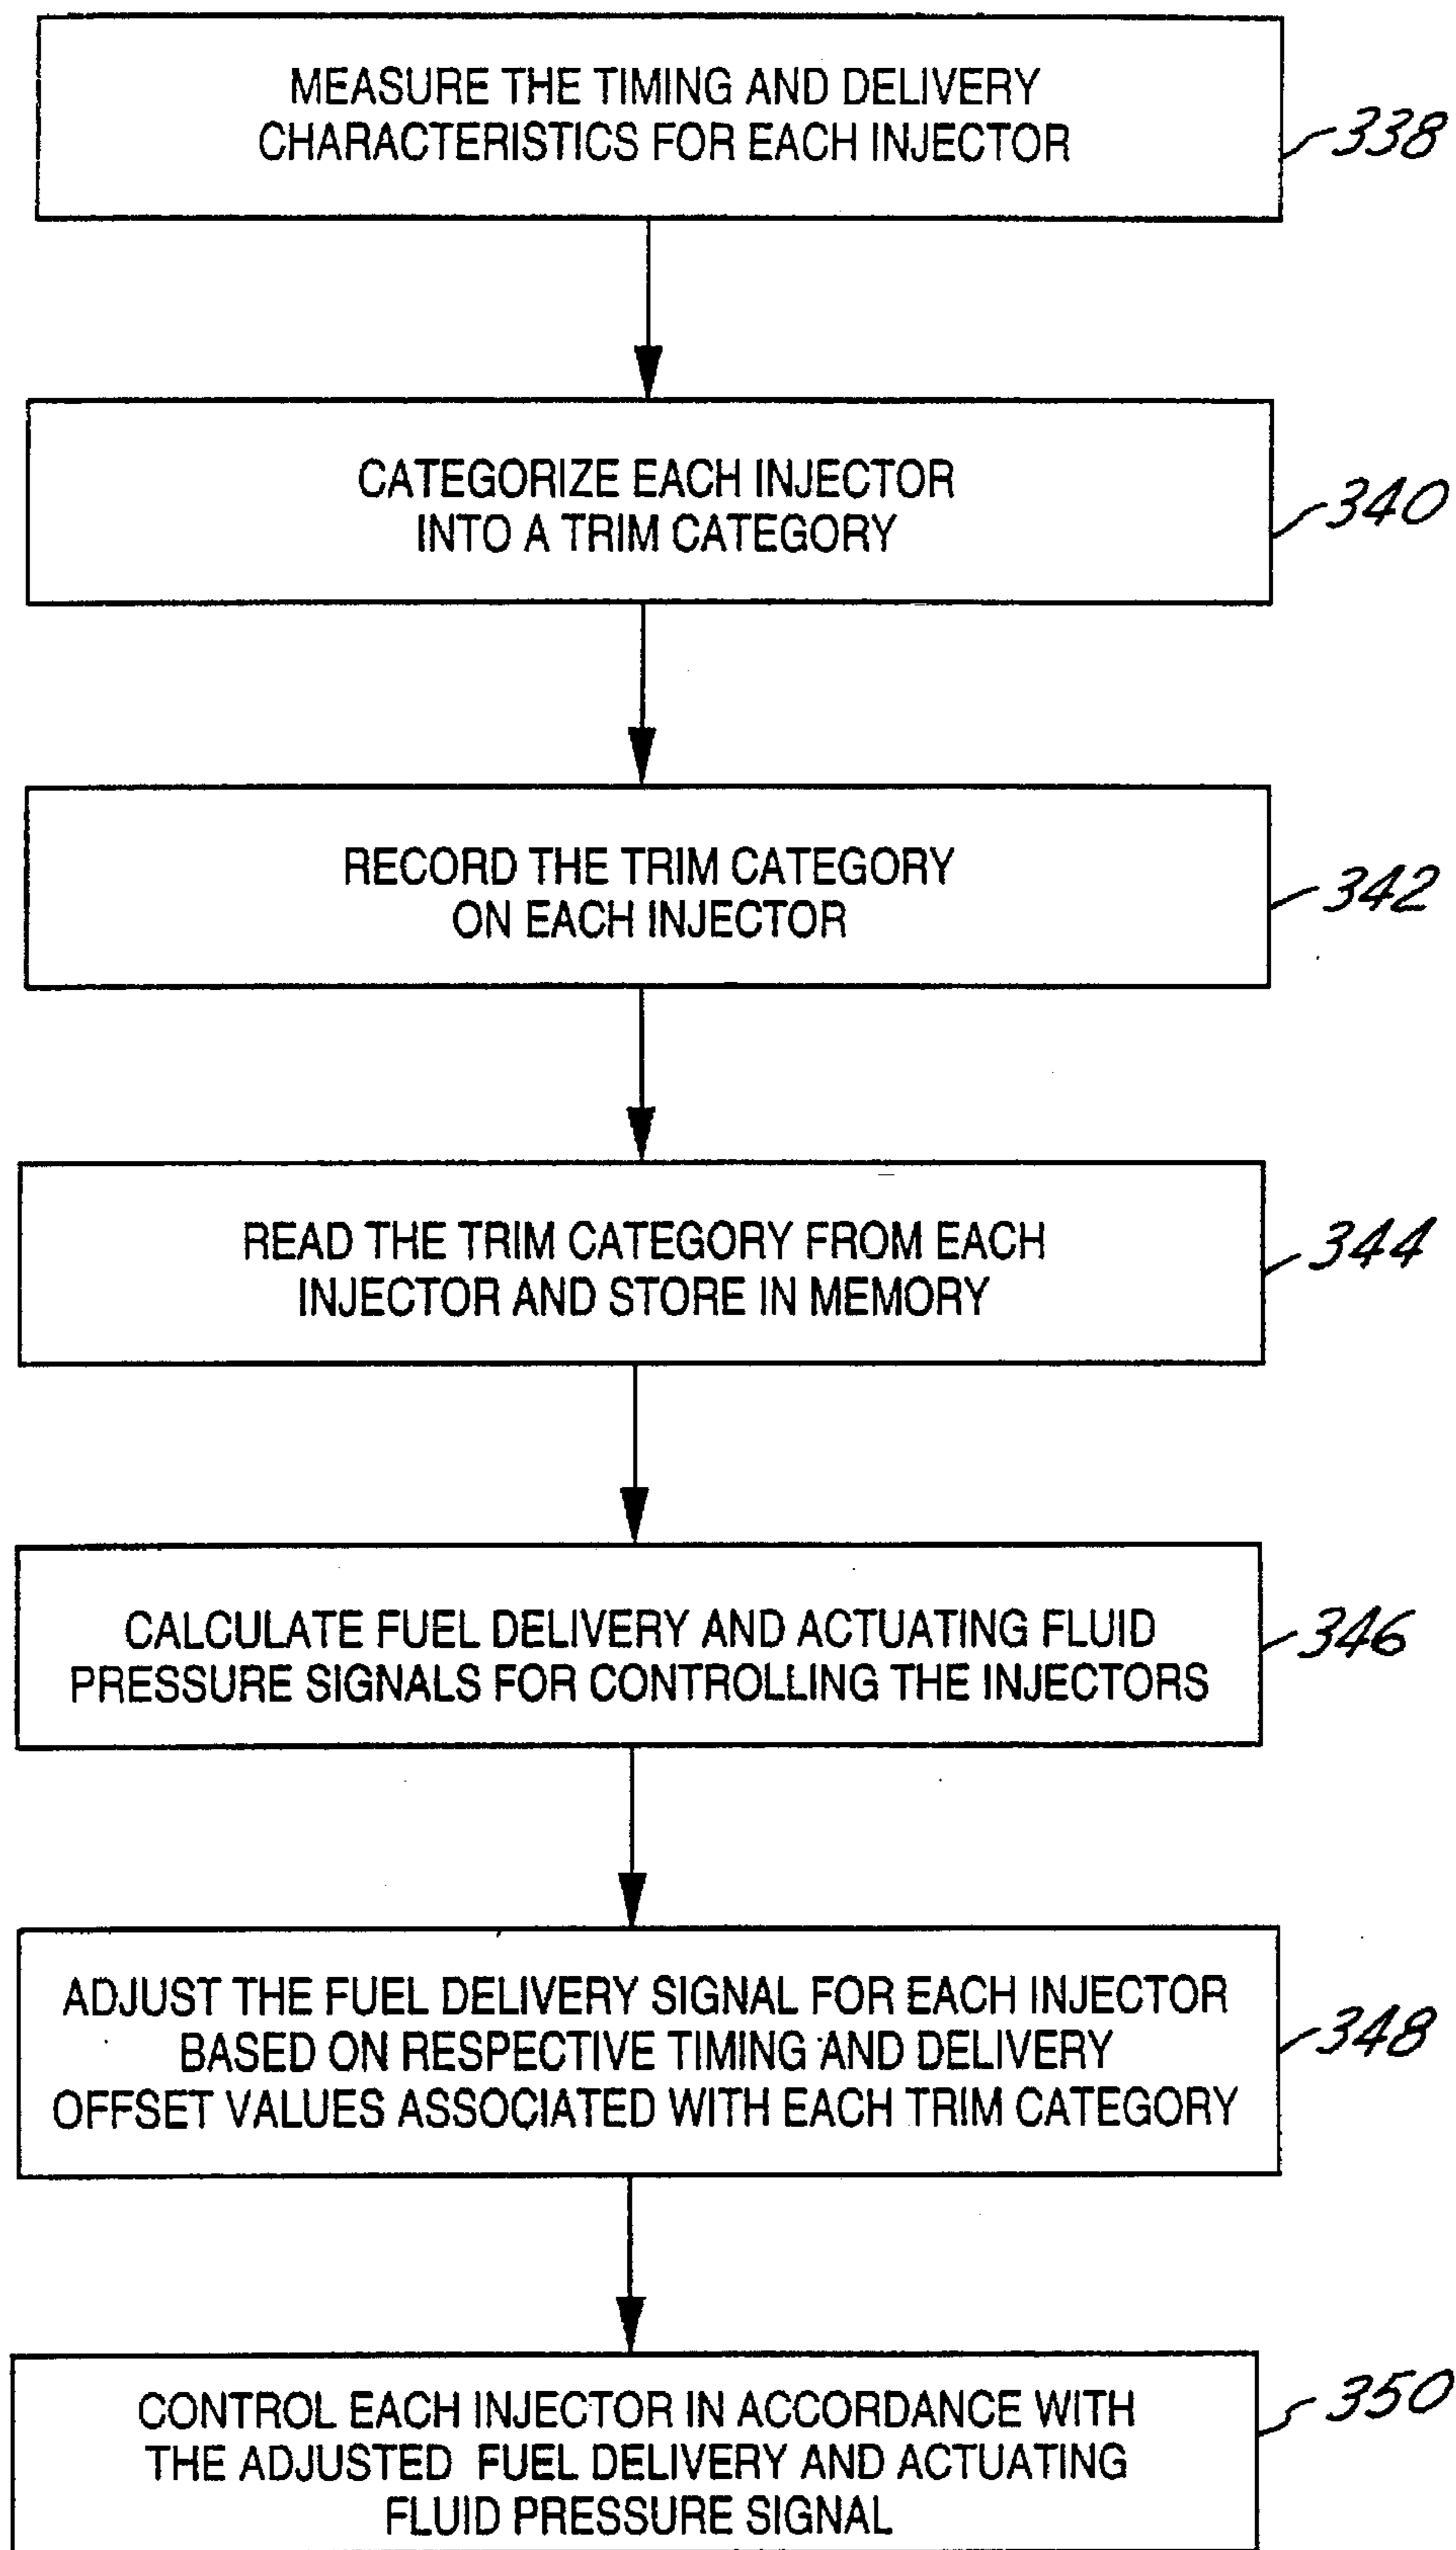 MEASURE THE TIMING AND DELIVERY
CHARACTERISTICS FOR EACH INJECTOR
338
CATEGORIZE EACH INJECTOR
INTO A TRIM CATEGORY
340
RECORD THE TRIM CATEGORY
ON EACH INJECTOR
342
READ THE TRIM CATEGORY FROM EACH
INJECTOR AND STORE IN MEMORY
344
CALCULATE FUEL DELIVERY AND ACTUATING FLUID
PRESSURE SIGNALS FOR CONTROLLING THE INJECTORS
346
ADJUST THE FUEL DELIVERY SIGNAL FOR EACH INJECTOR
BASED ON RESPECTIVE TIMING AND DELIVERY
OFFSET VALUES ASSOCIATED WITH EACH TRIM CATEGORY
348
CONTROL EACH INJECTOR IN ACCORDANCE WITH
THE ADJUSTED FUEL DELIVERY AND ACTUATING
FLUID PRESSURE SIGNAL
350